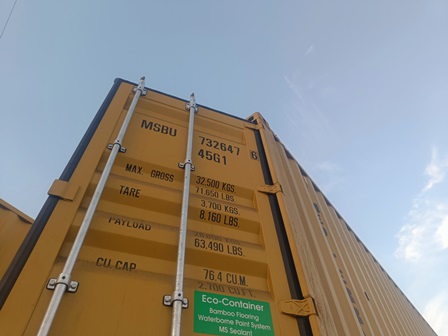 MSBU 732647 6
45G1
MAX. GROSS 32,500 KGS.
71,650 LBS.
TARE 3,700 KGS.
8,160 LBS.
PAYLOAD KGS.
63,490 LBS.
CU. CAP. 76.4 CU.M.
2,700 CU.FT.
Eco-Container
Bamboo Flooring
Waterborne Paint System
MS Sealant